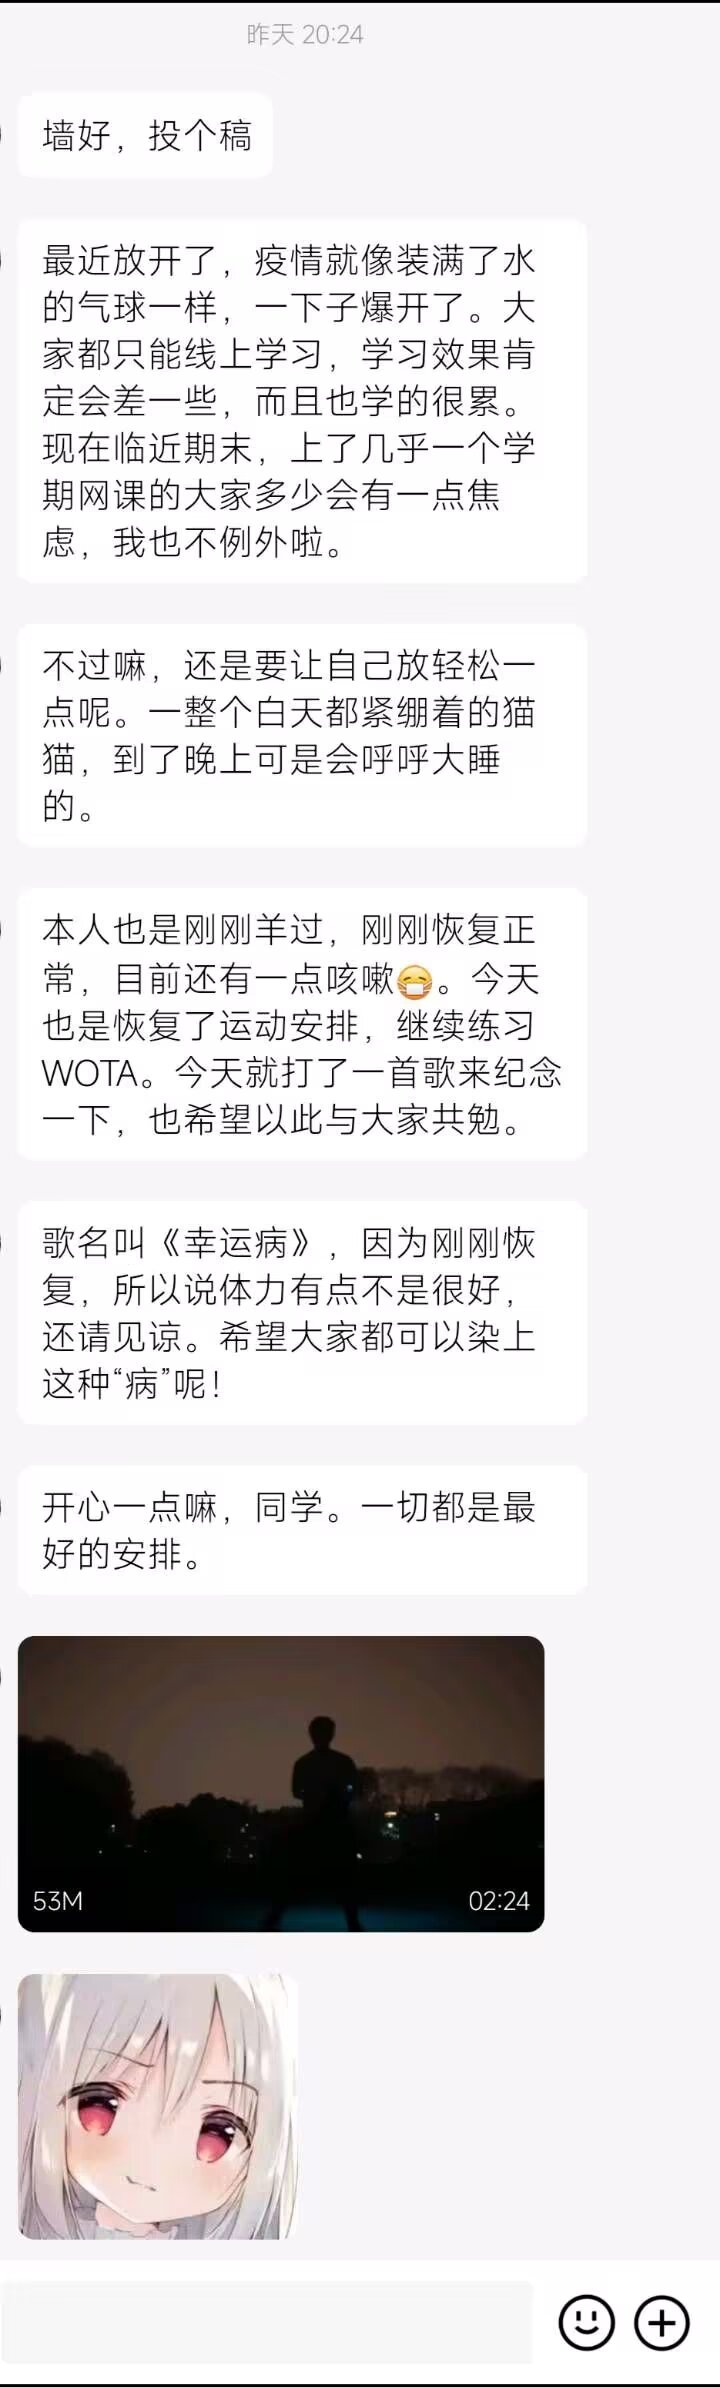 昨天 20:24
墙好，投个稿
最近放开了，疫情就像装满了水
的气球一样，一下子爆开了。大
家都只能线上学习，学习效果肯
定会差一些，而且也学的很累。
现在临近期末，上了几乎一个学
期网课的大家多少会有一点焦
虑，我也不例外啦。
不过嘛，还是要让自己放轻松一
点呢。一整个白天都紧绷着的猫
猫，到了晚上可是会呼呼大睡
的。
本人也是刚刚羊过，刚刚恢复正
常，目前还有一点咳嗽😷。今天
也是恢复了运动安排，继续练习
WOTA。今天就打了一首歌来纪念
一下，也希望以此与大家共勉。
歌名叫《幸运病》，因为刚刚恢
复，所以说体力有点不是很好，
还请见谅。希望大家都可以染上
这种“病”呢！
开心一点嘛，同学。一切都是最
好的安排。
53M 02:24